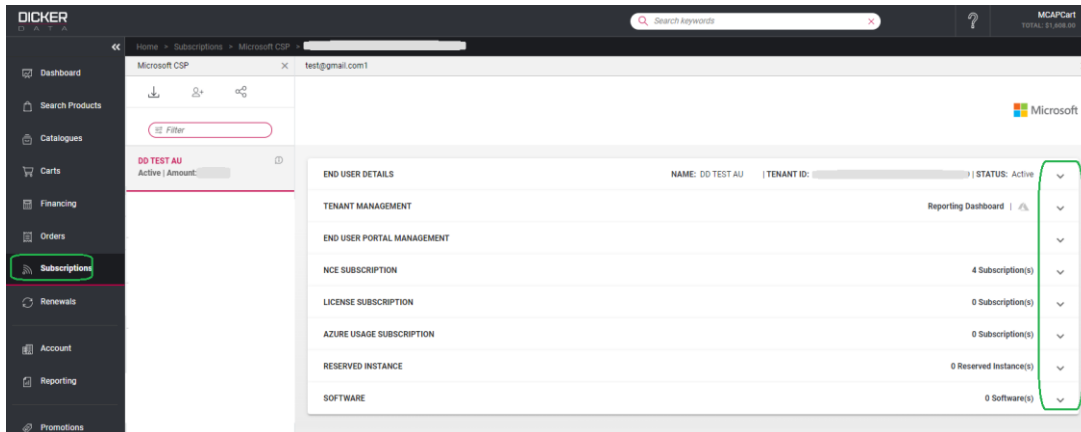 DICKER
DATA
Search keywords
?
MCAPCart
TOTAL: $1,608.00
Home > Subscriptions > Microsoft CSP >
Dashboard
Search Products
Catalogues
Carts
Financing
Orders
Subscriptions
Renewals
Account
Reporting
Promotions
Microsoft CSP
Filter
DD TEST AU
Active | Amount:
test@gmail.com1
Microsoft
END USER DETAILS NAME: DD TEST AU | TENANT ID: | STATUS: Active
TENANT MANAGEMENT Reporting Dashboard |
END USER PORTAL MANAGEMENT
NCE SUBSCRIPTION 4 Subscription(s)
LICENSE SUBSCRIPTION 0 Subscription(s)
AZURE USAGE SUBSCRIPTION 0 Subscription(s)
RESERVED INSTANCE 0 Reserved Instance(s)
SOFTWARE 0 Software(s)